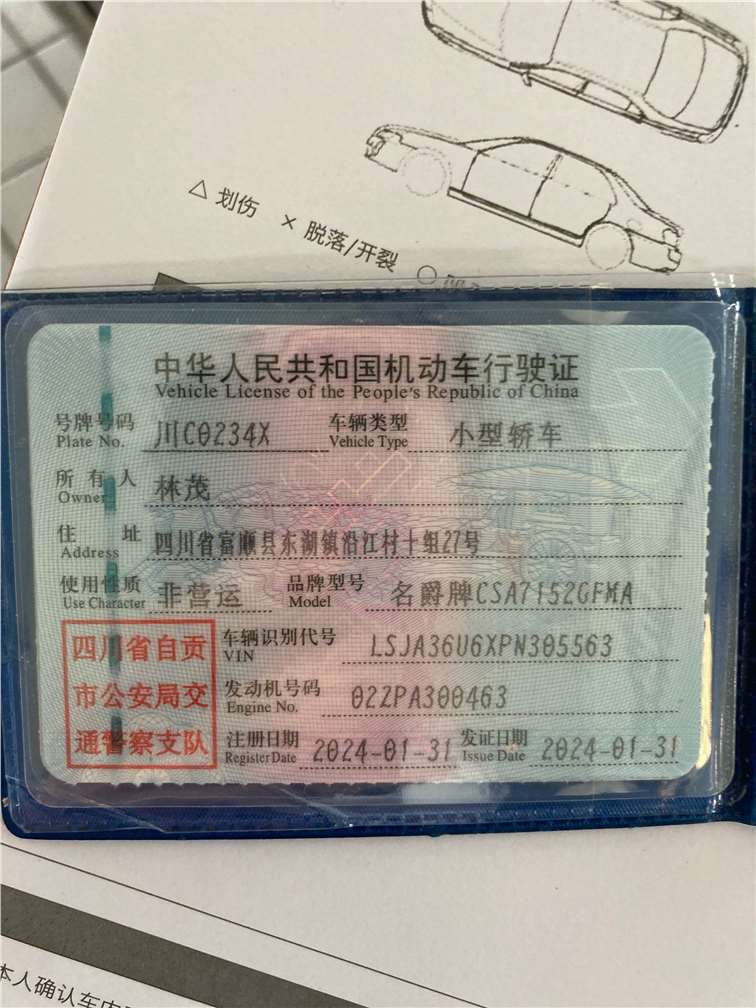 △ 划伤 × 脱落/开裂 ○
中华人民共和国机动车行驶证
Vehicle License of the People's Republic of China
号牌号码 川C0234X 车辆类型 小型轿车
Plate No. Vehicle Type
所有人 林茂
Owner
住址 四川省富顺县东湖镇沿江村十组27号
Address
使用性质 非营运 品牌型号 名爵牌CSA7152GFMA
Use Character Model
四川省自贡
市公安局交
通警察支队
车辆识别代号 LSJA36U6XPN305563
VIN
发动机号码 02ZPA300463
Engine No.
注册日期 2024-01-31 发证日期 2024-01-31
Register Date Issue Date
本人确认车内